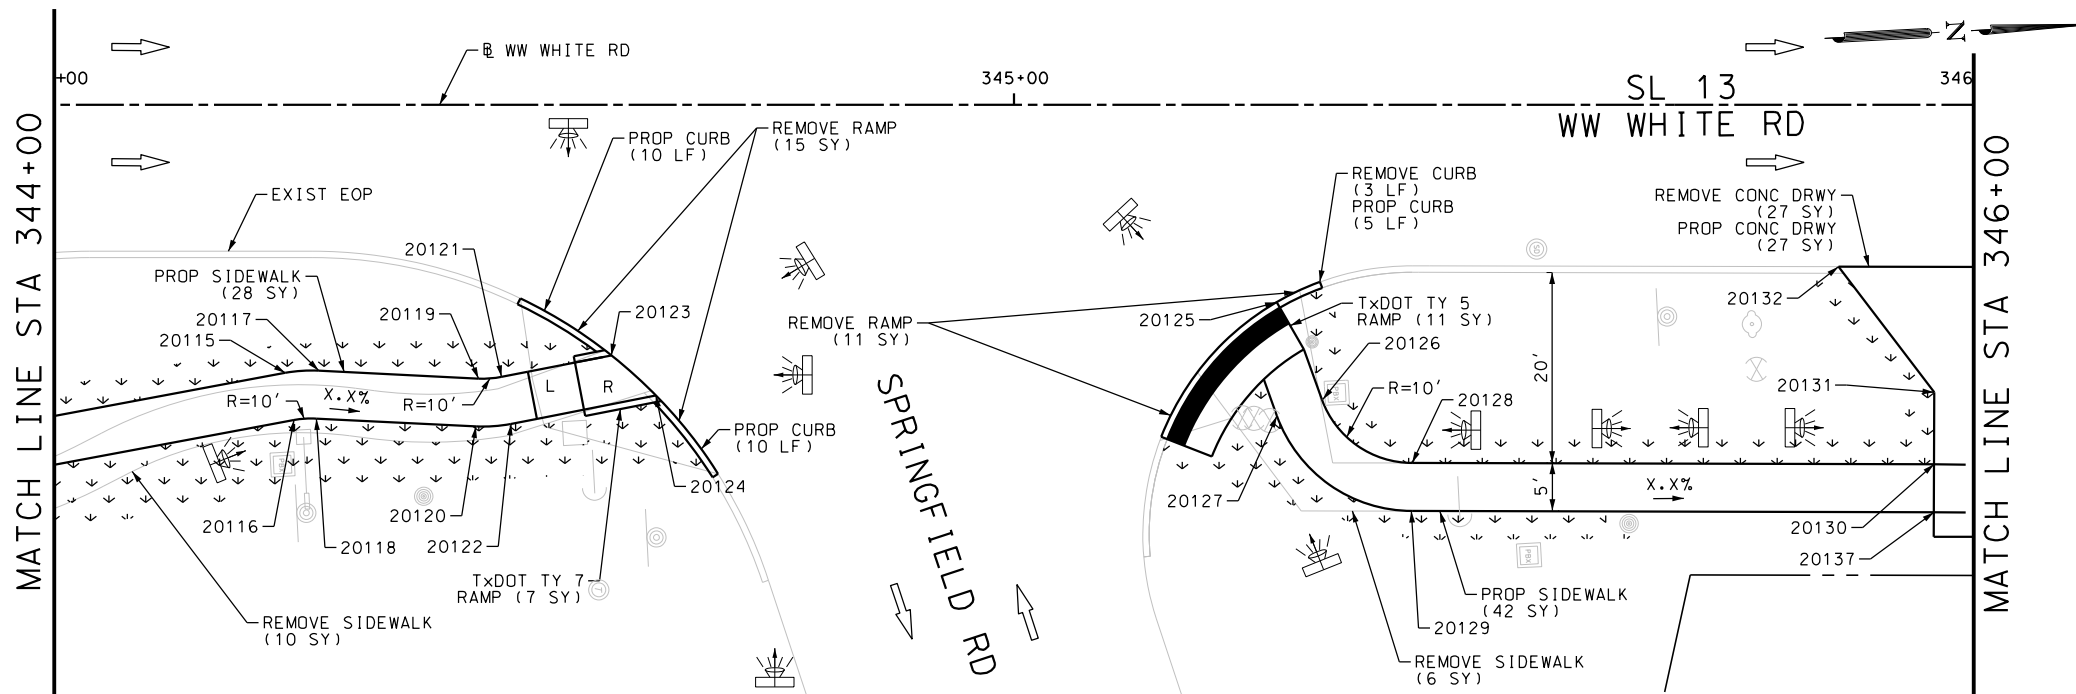 MATCH LINE STA 344+00
+00
℄ WW WHITE RD
345+00
346
N
SL 13
WW WHITE RD
MATCH LINE STA 346+00
EXIST EOP
PROP CURB
(10 LF)
REMOVE RAMP
(15 SY)
REMOVE CURB
(3 LF)
PROP CURB
(5 LF)
REMOVE CONC DRWY
(27 SY)
PROP CONC DRWY
(27 SY)
20121
PROP SIDEWALK
(28 SY)
20117
20115
20119
20123
REMOVE RAMP
(11 SY)
20125
TxDOT TY 5
RAMP (11 SY)
20132
20126
20131
R=10'
X.X%
R=10'
L
R
R=10'
20128
20'
5'
X.X%
PROP CURB
(10 LF)
20124
20127
SPRINGFIELD RD
20116
20118
20120
20122
TxDOT TY 7
RAMP (7 SY)
REMOVE SIDEWALK
(10 SY)
20130
20137
PROP SIDEWALK
(42 SY)
20129
REMOVE SIDEWALK
(6 SY)
PBX